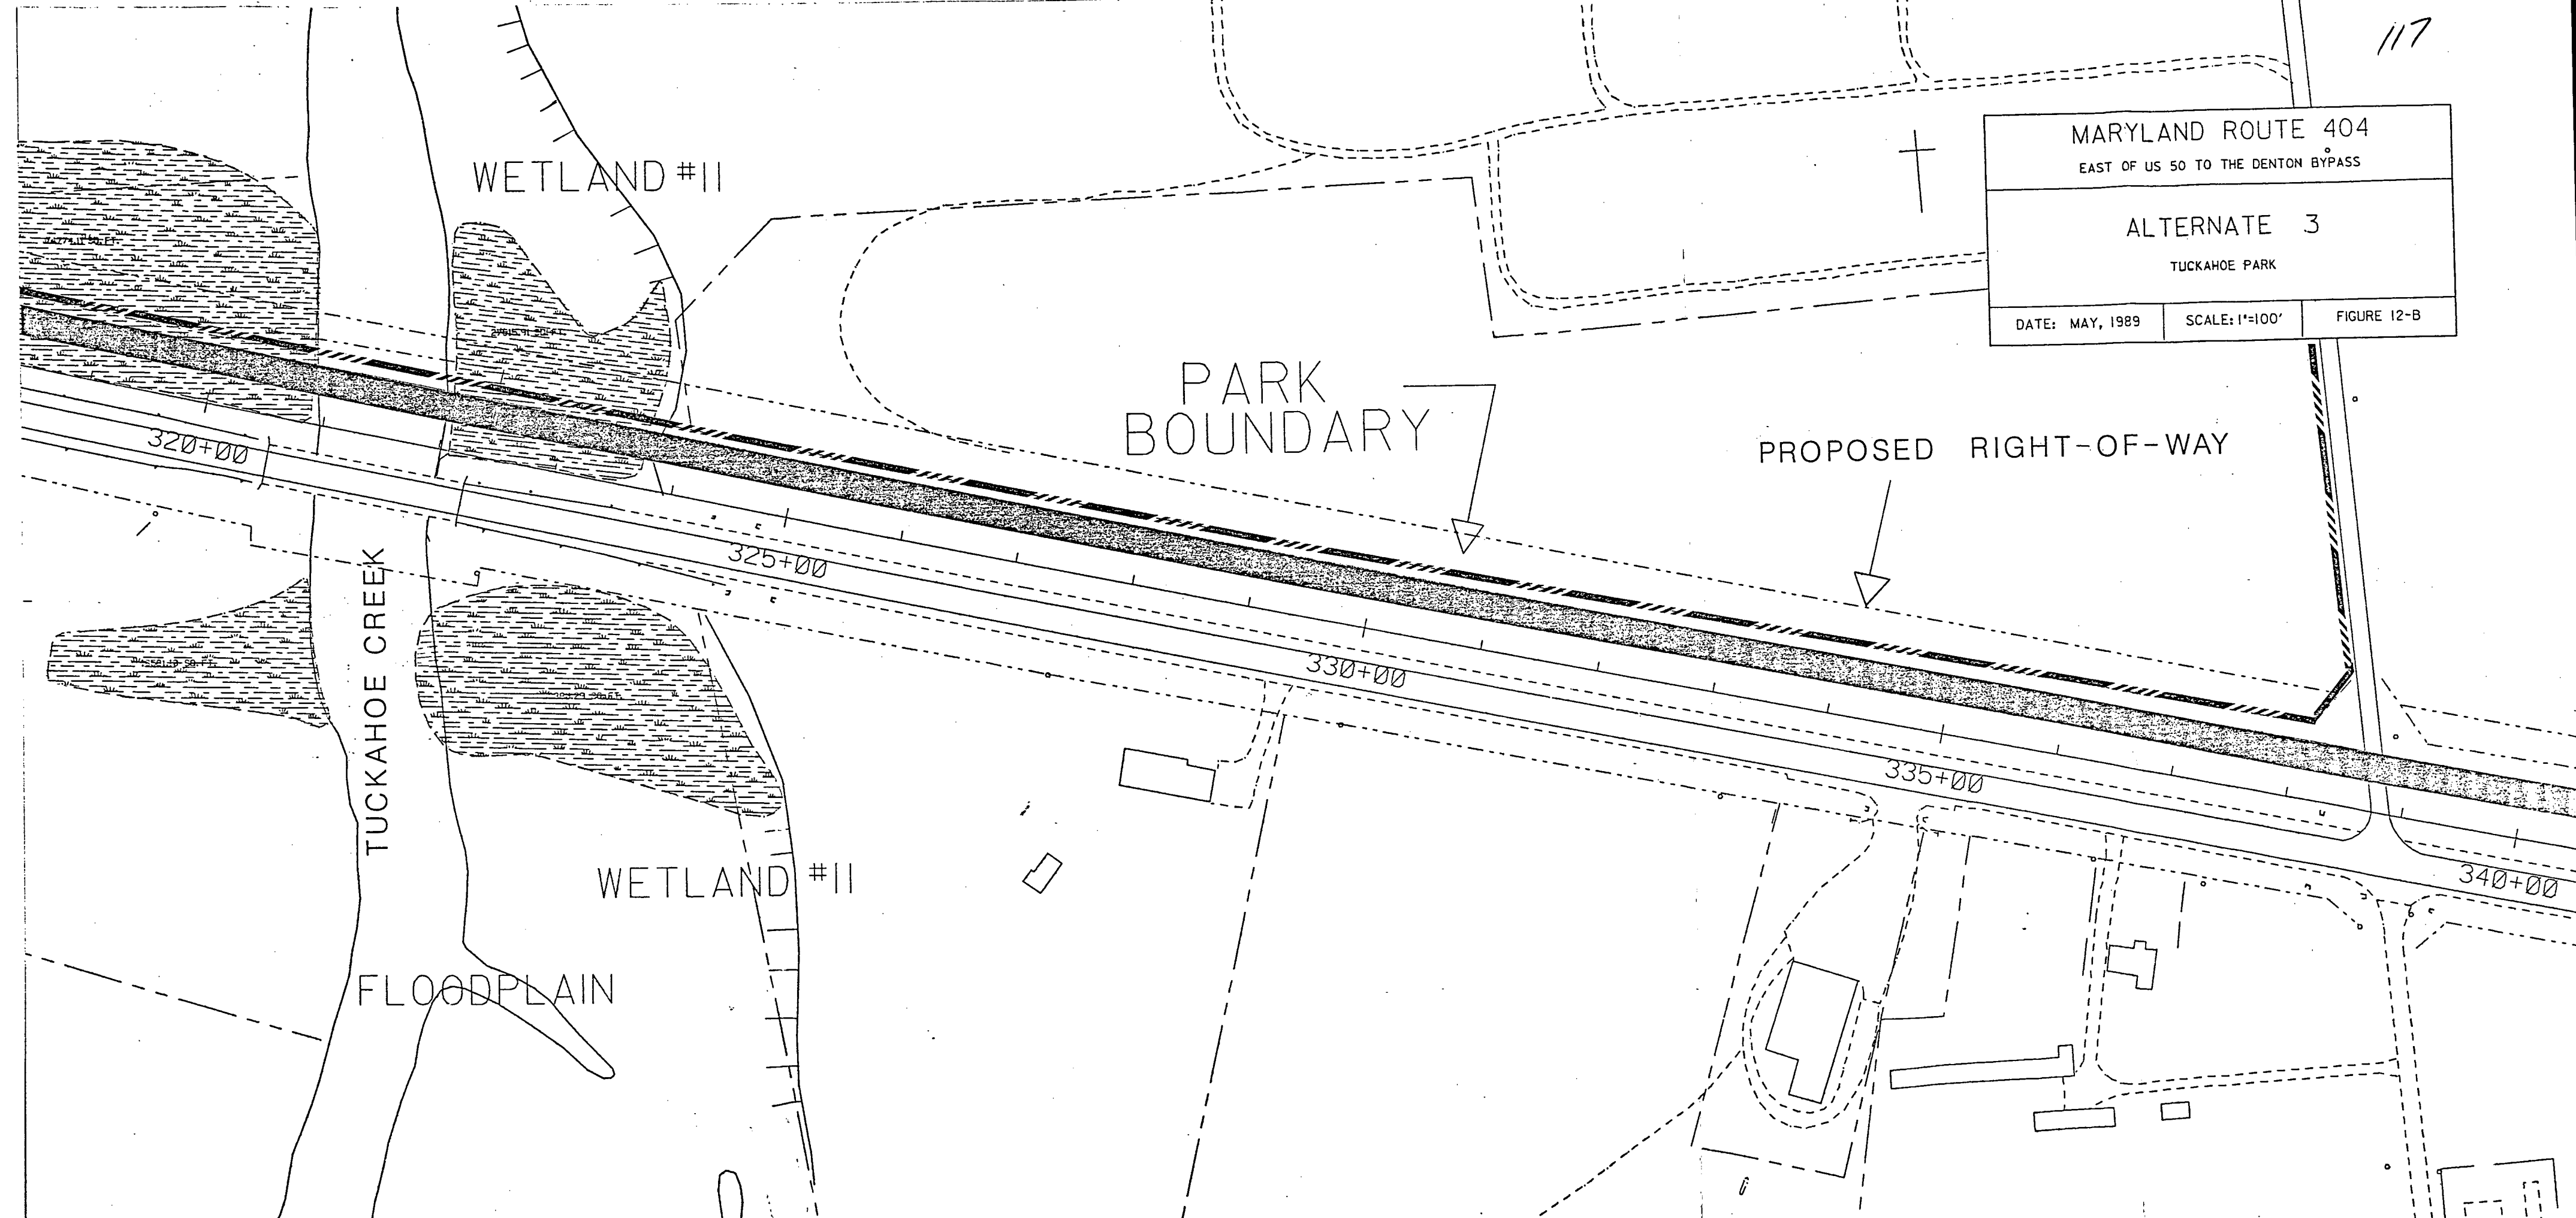 117
MARYLAND ROUTE 404
EAST OF US 50 TO THE DENTON BYPASS
ALTERNATE 3
TUCKAHOE PARK
DATE: MAY, 1989
SCALE: 1"=100'
FIGURE 12-B
WETLAND #11
PARK
BOUNDARY
PROPOSED RIGHT-OF-WAY
320+00
325+00
330+00
335+00
340+00
TUCKAHOE CREEK
WETLAND #11
FLOODPLAIN